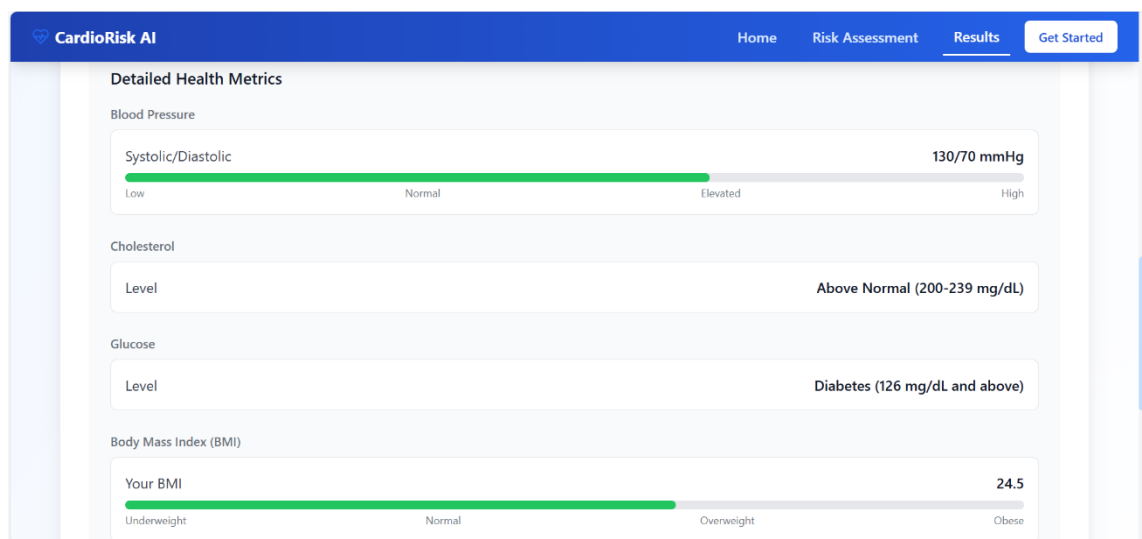 CardioRisk AI Home Risk Assessment Results Get Started
Detailed Health Metrics
Blood Pressure
Systolic/Diastolic 130/70 mmHg
Low Normal Elevated High
Cholesterol
Level Above Normal (200-239 mg/dL)
Glucose
Level Diabetes (126 mg/dL and above)
Body Mass Index (BMI)
Your BMI 24.5
Underweight Normal Overweight Obese